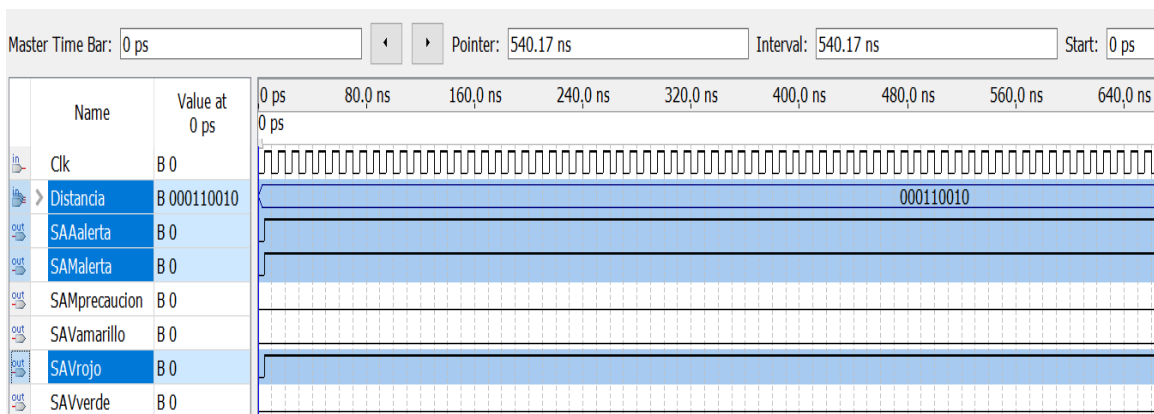 Master Time Bar: 0 ps Pointer: 540.17 ns Interval: 540.17 ns Start: 0 ps
Name Value at 0 ps 0 ps 80.0 ns 160.0 ns 240.0 ns 320.0 ns 400.0 ns 480.0 ns 560.0 ns 640.0 ns
0 ps
in Clk B 0
in Distancia B 000110010 000110010
out SAAalerta B 0
out SAMalerta B 0
out SAMprecaucion B 0
out SAVamarillo B 0
out SAVrojo B 0
out SAVverde B 0